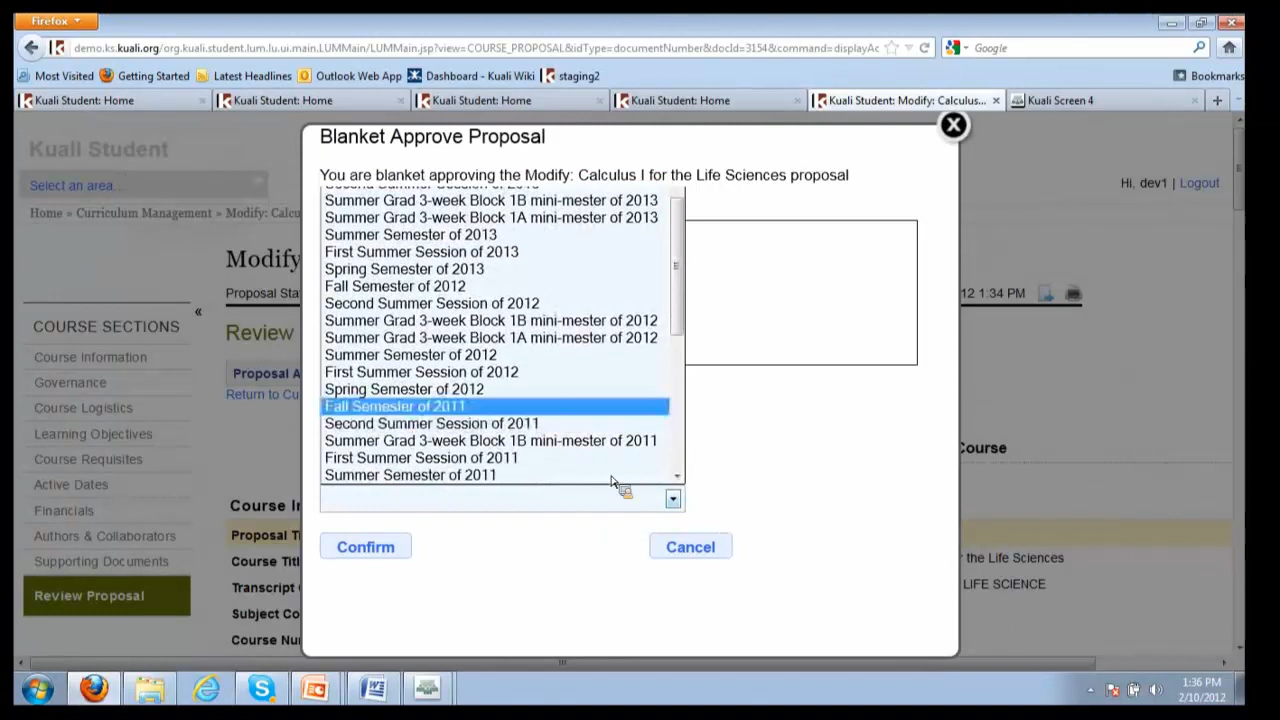 Firefox
demo.ks.kuali.org/org.kuali.student.lum.lu.ui.main.LUMMain/LUMMain.jsp?view=COURSE_PROPOSAL&idType=documentNumber&docId=3154&command=displayAc
Google
Most Visited Getting Started Latest Headlines Outlook Web App Dashboard - Kuali Wiki staging2 Bookmarks
Kuali Student: Home Kuali Student: Home Kuali Student: Home Kuali Student: Home Kuali Student: Modify: Calculus... Kuali Screen 4
Kuali Student
Select an area...
Hi, dev1 | Logout
Home » Curriculum Management » Modify: Calcu
Modify
Proposal Sta
12 1:34 PM
COURSE SECTIONS
«
Review
Course Information
Governance
Course Logistics
Learning Objectives
Course Requisites
Active Dates
Financials
Authors & Collaborators
Supporting Documents
Review Proposal
Proposal A
Return to Cu
Course
Course In
Proposal T
Course Titl
the Life Sciences
Transcript
LIFE SCIENCE
Subject Co
Course Nu
Blanket Approve Proposal
X
You are blanket approving the Modify: Calculus I for the Life Sciences proposal
Summer Grad 3-week Block 1B mini-mester of 2013
Summer Grad 3-week Block 1A mini-mester of 2013
Summer Semester of 2013
First Summer Session of 2013
Spring Semester of 2013
Fall Semester of 2012
Second Summer Session of 2012
Summer Grad 3-week Block 1B mini-mester of 2012
Summer Grad 3-week Block 1A mini-mester of 2012
Summer Semester of 2012
First Summer Session of 2012
Spring Semester of 2012
Fall Semester of 2011
Second Summer Session of 2011
Summer Grad 3-week Block 1B mini-mester of 2011
First Summer Session of 2011
Summer Semester of 2011
Confirm Cancel
1:36 PM
2/10/2012